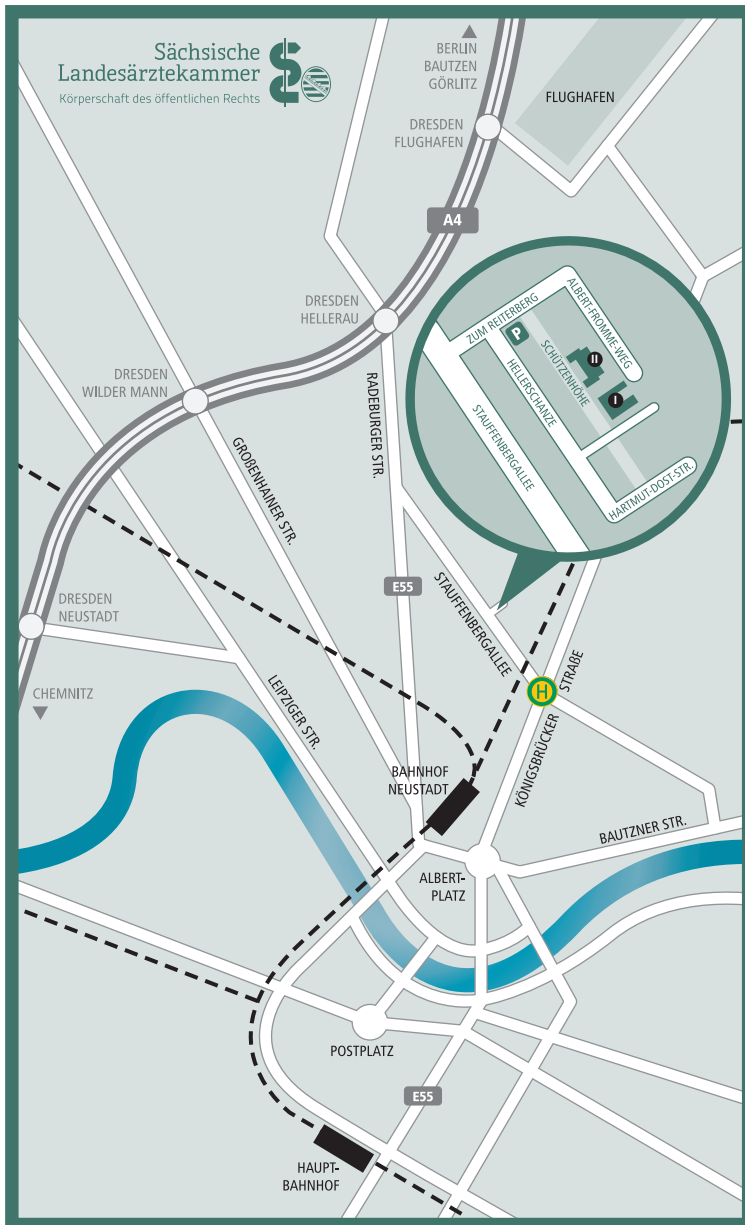 Sächsische
Landesärztekammer
Körperschaft des öffentlichen Rechts
BERLIN
BAUTZEN
GÖRLITZ
FLUGHAFEN
DRESDEN
FLUGHAFEN
A4
DRESDEN
HELLERAU
ZUM REITERBERG
ALBERT-FROMME-WEG
P
SCHÜTZENHÖHE
II
I
HELLERSCHANZE
STAUFFENBERGALLEE
HARTMUT-DOST-STR.
DRESDEN
WILDER MANN
RADEBURGER STR.
GROßENHAINER STR.
E55
STAUFFENBERGALLEE
DRESDEN
NEUSTADT
CHEMNITZ
LEIPZIGER STR.
H
KÖNIGSBRÜCKER STRAßE
BAHNHOF
NEUSTADT
BAUTZNER STR.
ALBERT-
PLATZ
POSTPLATZ
E55
HAUPT-
BAHNHOF